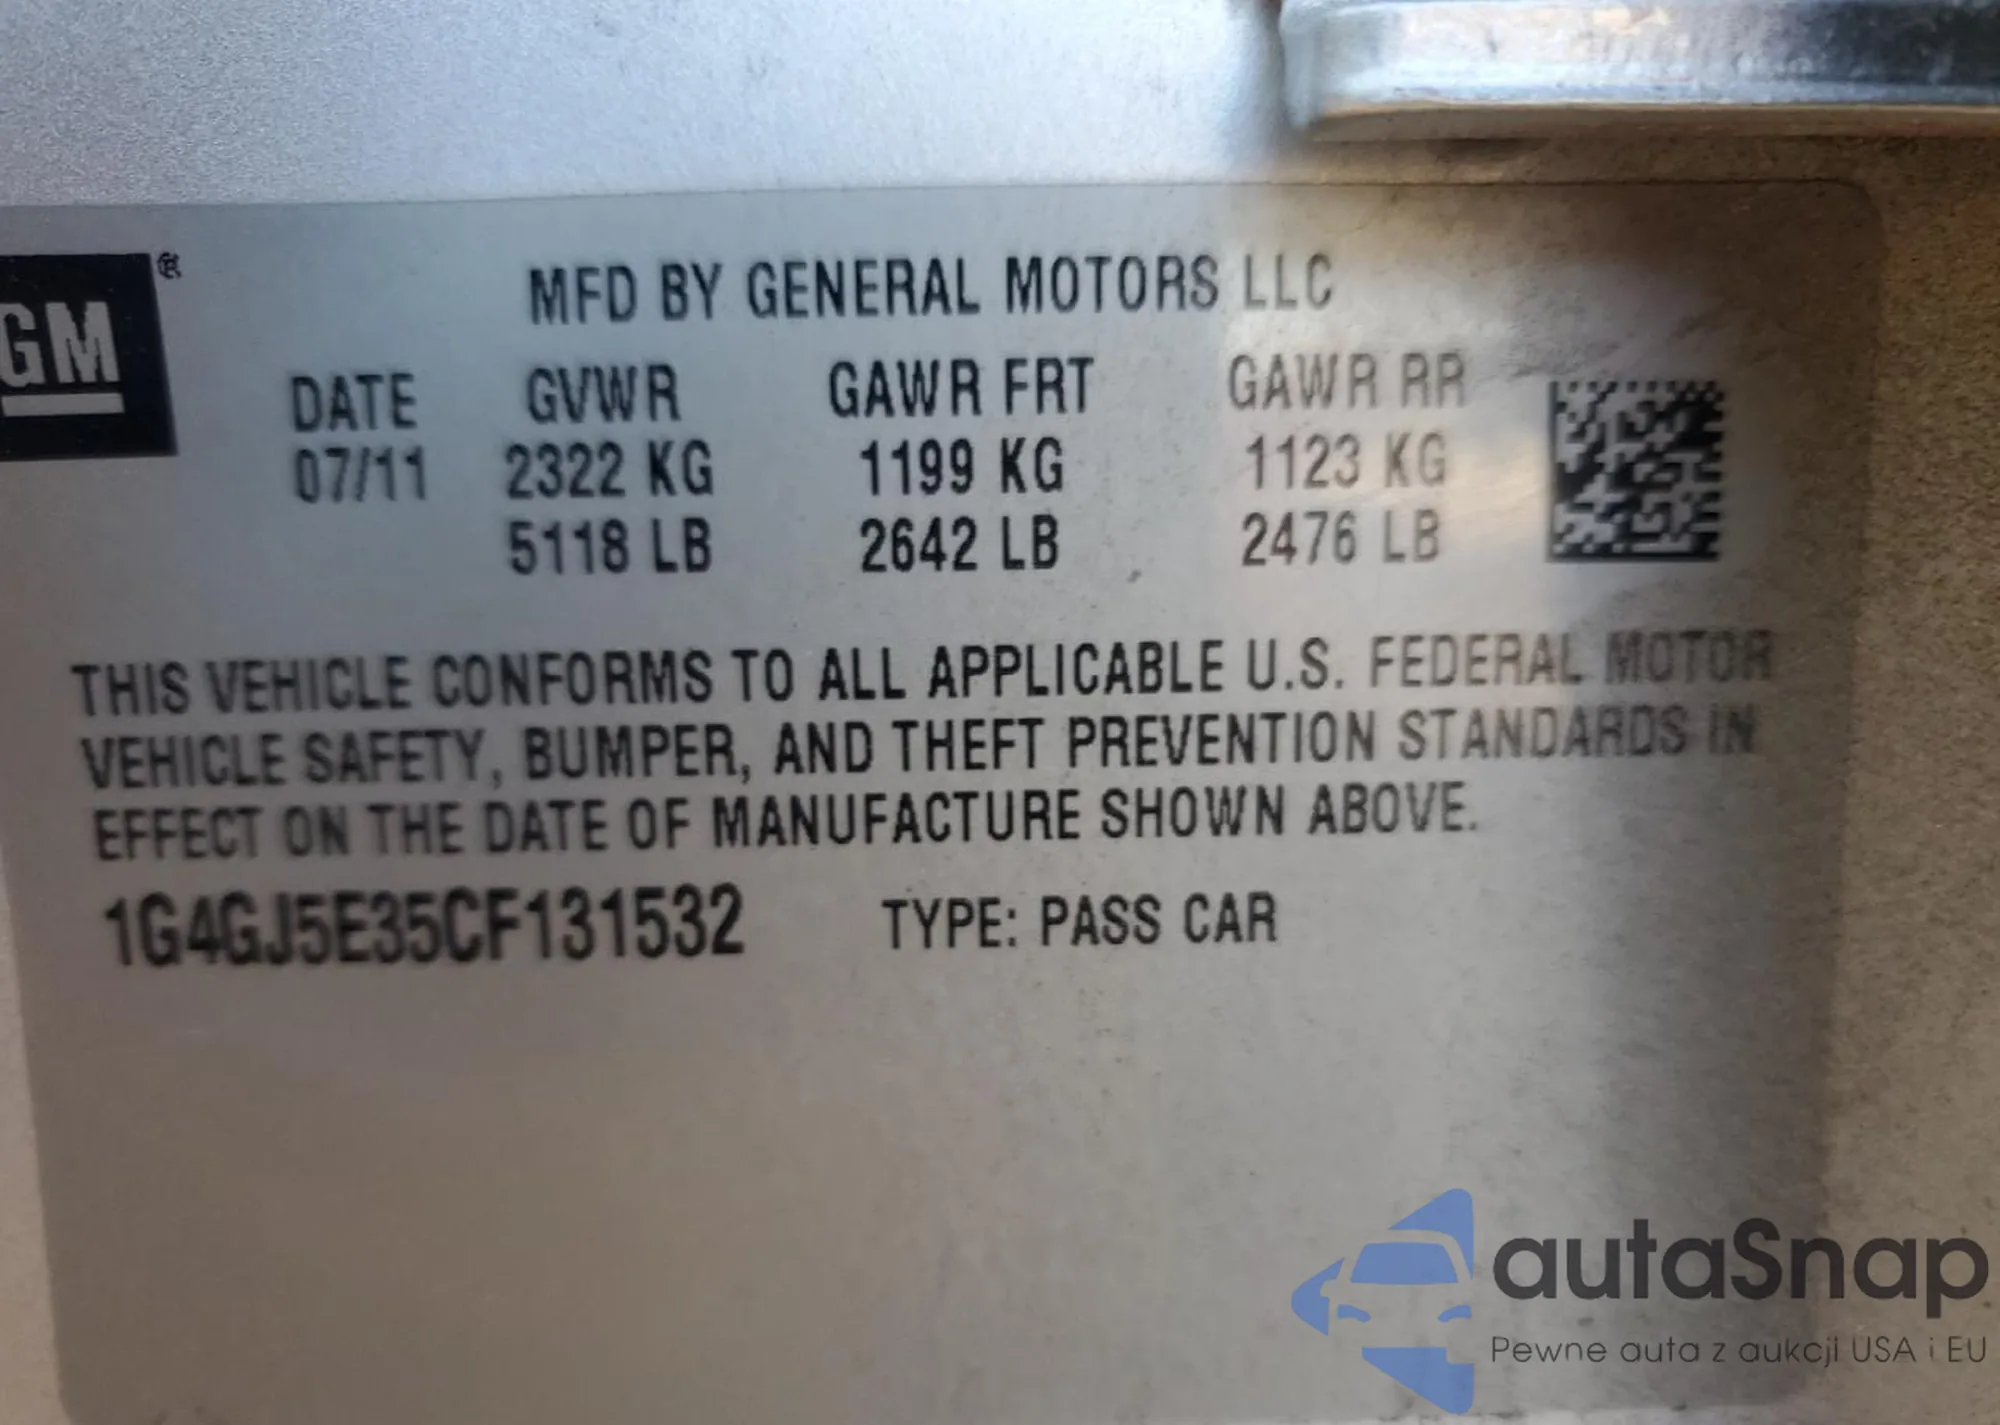 GM®
MFD BY GENERAL MOTORS LLC
DATE GVWR GAWR FRT GAWR RR
07/11 2322 KG 1199 KG 1123 KG
5118 LB 2642 LB 2476 LB
THIS VEHICLE CONFORMS TO ALL APPLICABLE U.S. FEDERAL MOTOR
VEHICLE SAFETY, BUMPER, AND THEFT PREVENTION STANDARDS IN
EFFECT ON THE DATE OF MANUFACTURE SHOWN ABOVE.
1G4GJ5E35CF131532 TYPE: PASS CAR
autaSnap
Pewne auta z aukcji USA i EU